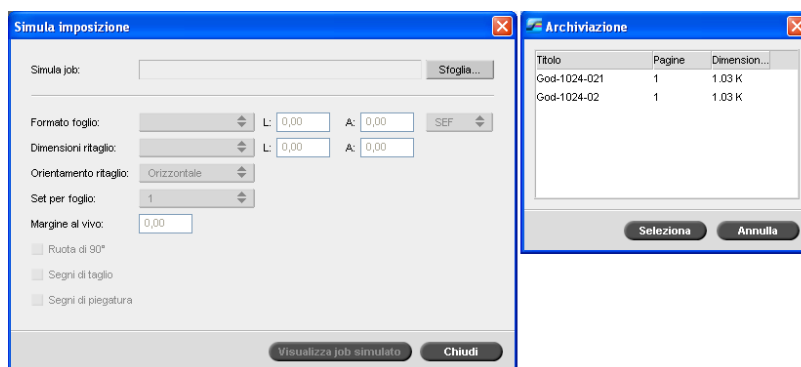 Simula imposizione
Simula job:
Sfoglia...
Formato foglio: L: 0,00 A: 0,00 SEF
Dimensioni ritaglio: L: 0,00 A: 0,00
Orientamento ritaglio: Orizzontale
Set per foglio: 1
Margine al vivo: 0,00
Ruota di 90°
Segni di taglio
Segni di piegatura
Visualizza job simulato Chiudi
Archiviazione
Titolo Pagine Dimension...
God-1024-021 1 1.03 K
God-1024-02 1 1.03 K
Seleziona Annulla